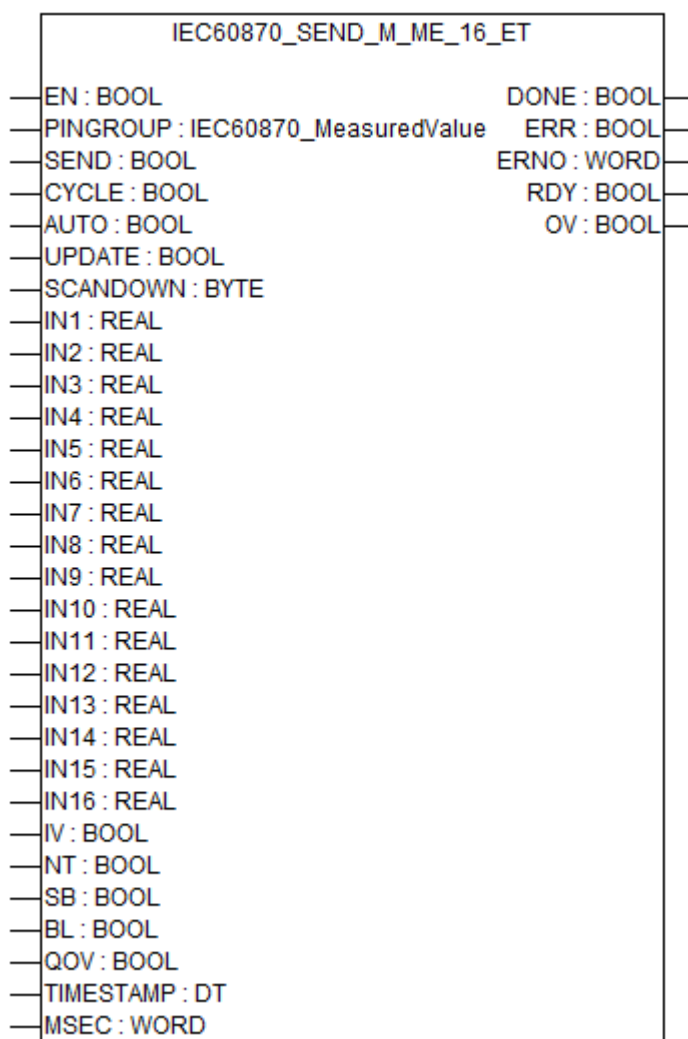 IEC60870_SEND_M_ME_16_ET
EN : BOOL DONE : BOOL
PINGROUP : IEC60870_MeasuredValue ERR : BOOL
SEND : BOOL ERNO : WORD
CYCLE : BOOL RDY : BOOL
AUTO : BOOL OV : BOOL
UPDATE : BOOL
SCANDOWN : BYTE
IN1 : REAL
IN2 : REAL
IN3 : REAL
IN4 : REAL
IN5 : REAL
IN6 : REAL
IN7 : REAL
IN8 : REAL
IN9 : REAL
IN10 : REAL
IN11 : REAL
IN12 : REAL
IN13 : REAL
IN14 : REAL
IN15 : REAL
IN16 : REAL
IV : BOOL
NT : BOOL
SB : BOOL
BL : BOOL
QOV : BOOL
TIMESTAMP : DT
MSEC : WORD